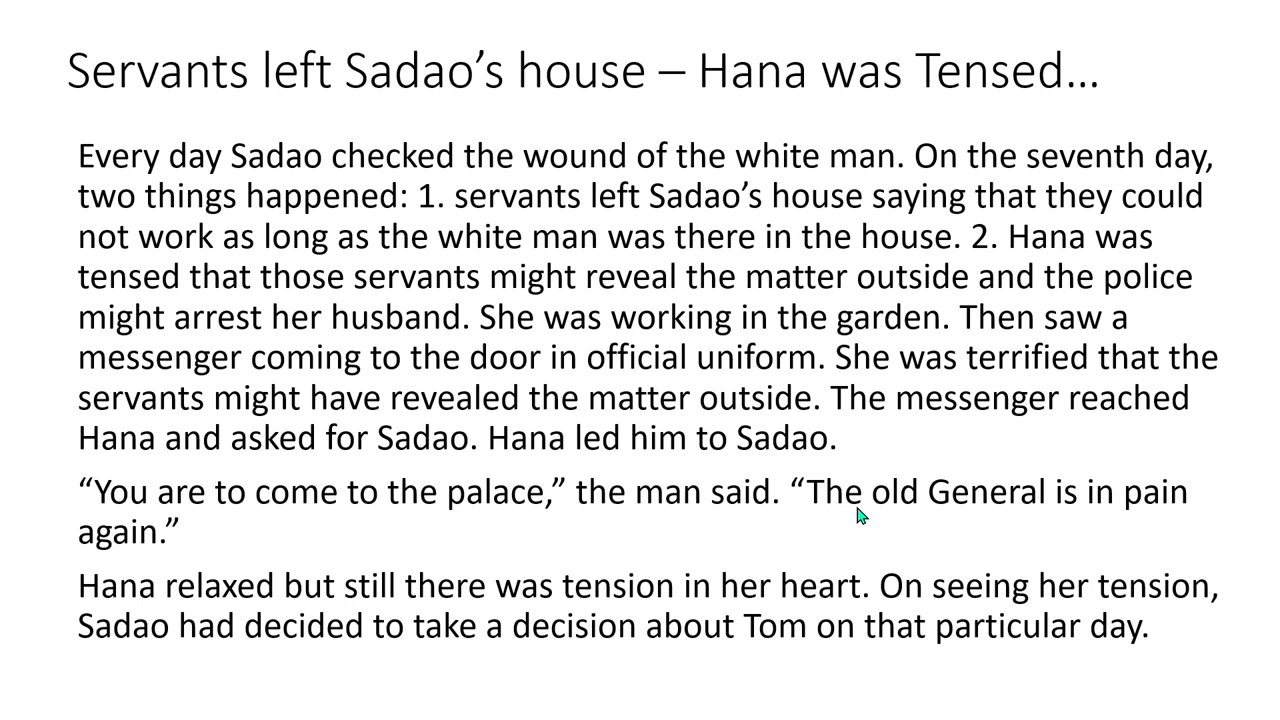 Servants left Sadao’s house – Hana was Tensed…
Every day Sadao checked the wound of the white man. On the seventh day,
two things happened: 1. servants left Sadao’s house saying that they could
not work as long as the white man was there in the house. 2. Hana was
tensed that those servants might reveal the matter outside and the police
might arrest her husband. She was working in the garden. Then saw a
messenger coming to the door in official uniform. She was terrified that the
servants might have revealed the matter outside. The messenger reached
Hana and asked for Sadao. Hana led him to Sadao.
“You are to come to the palace,” the man said. “The old General is in pain
again.”
Hana relaxed but still there was tension in her heart. On seeing her tension,
Sadao had decided to take a decision about Tom on that particular day.